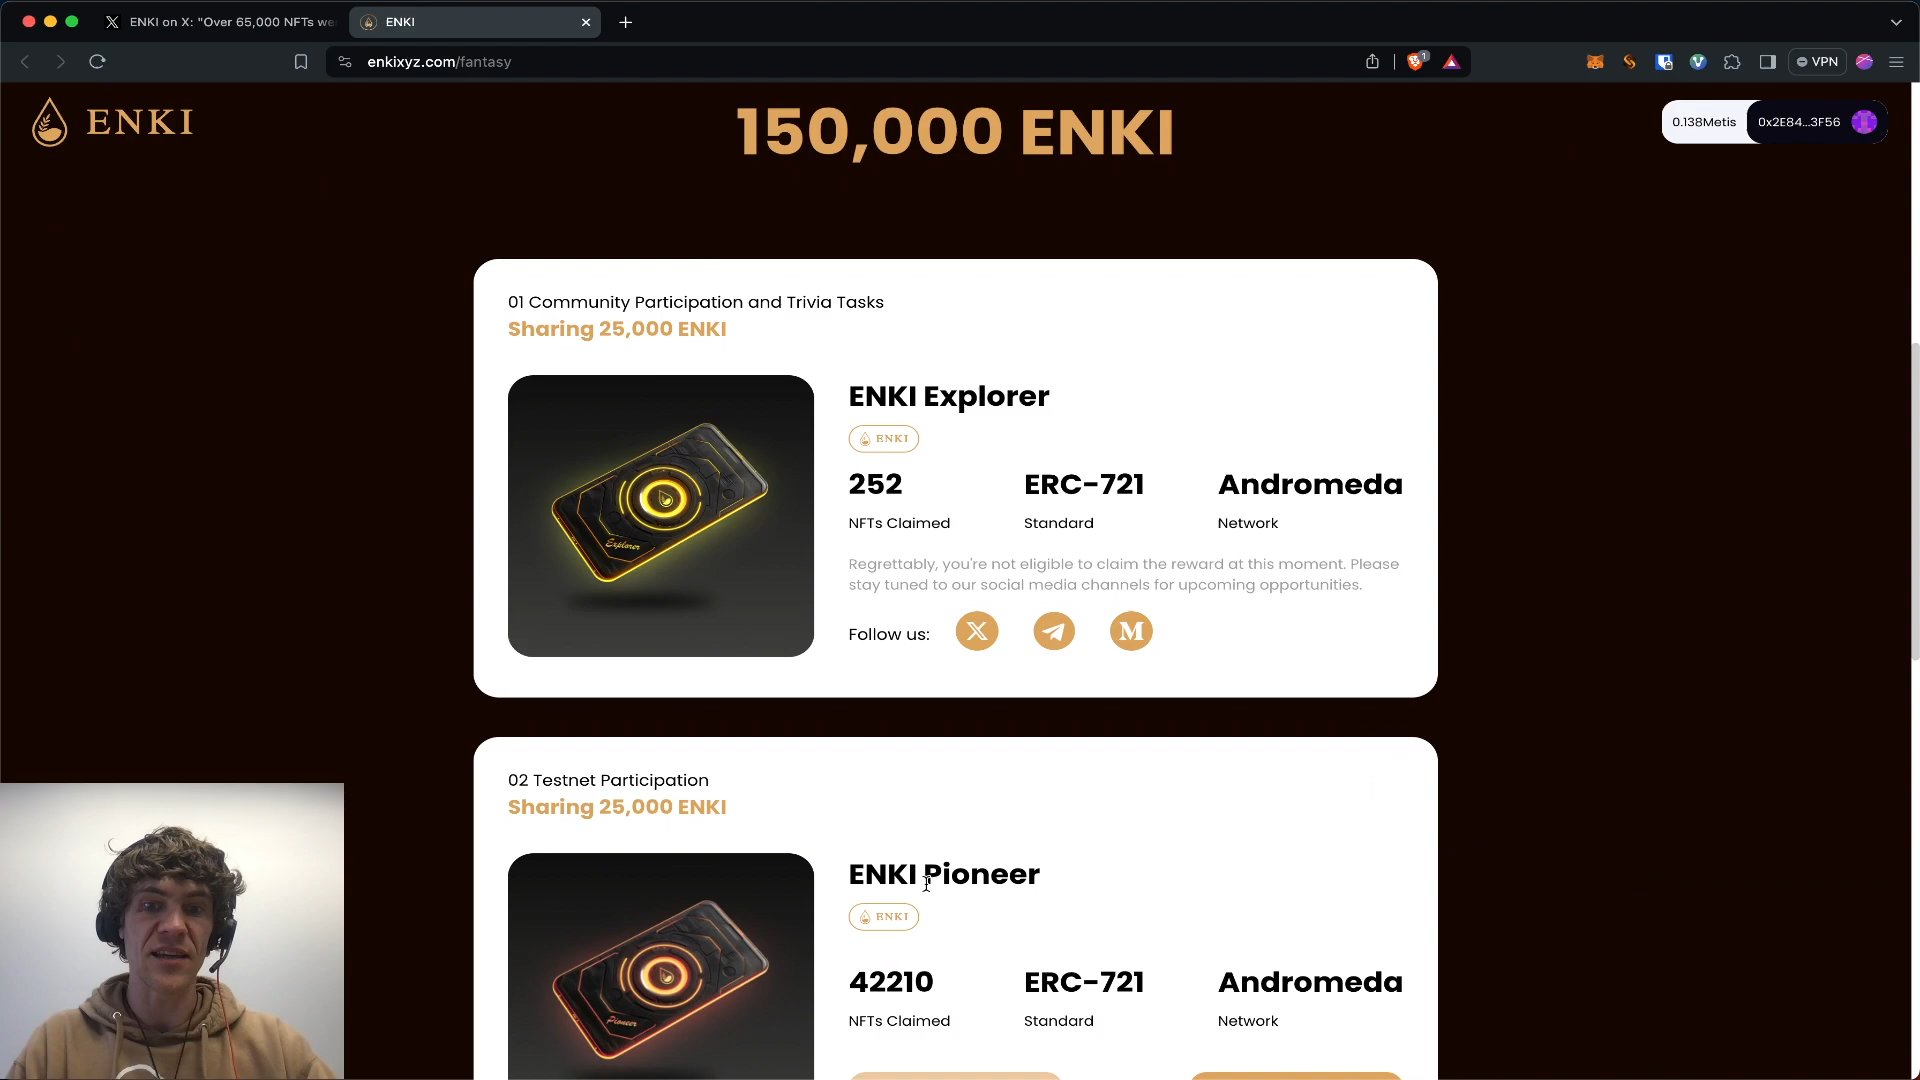 ENKI on X: "Over 65,000 NFTs we
ENKI
enkixyz.com/fantasy
1
VPN
ENKI
150,000 ENKI
0.138Metis
0x2E84...3F56
01 Community Participation and Trivia Tasks
Sharing 25,000 ENKI
Explorer
ENKI Explorer
ENKI
252
ERC-721
Andromeda
NFTs Claimed
Standard
Network
Regrettably, you're not eligible to claim the reward at this moment. Please
stay tuned to our social media channels for upcoming opportunities.
Follow us:
02 Testnet Participation
Sharing 25,000 ENKI
Pioneer
ENKI Pioneer
ENKI
42210
ERC-721
Andromeda
NFTs Claimed
Standard
Network